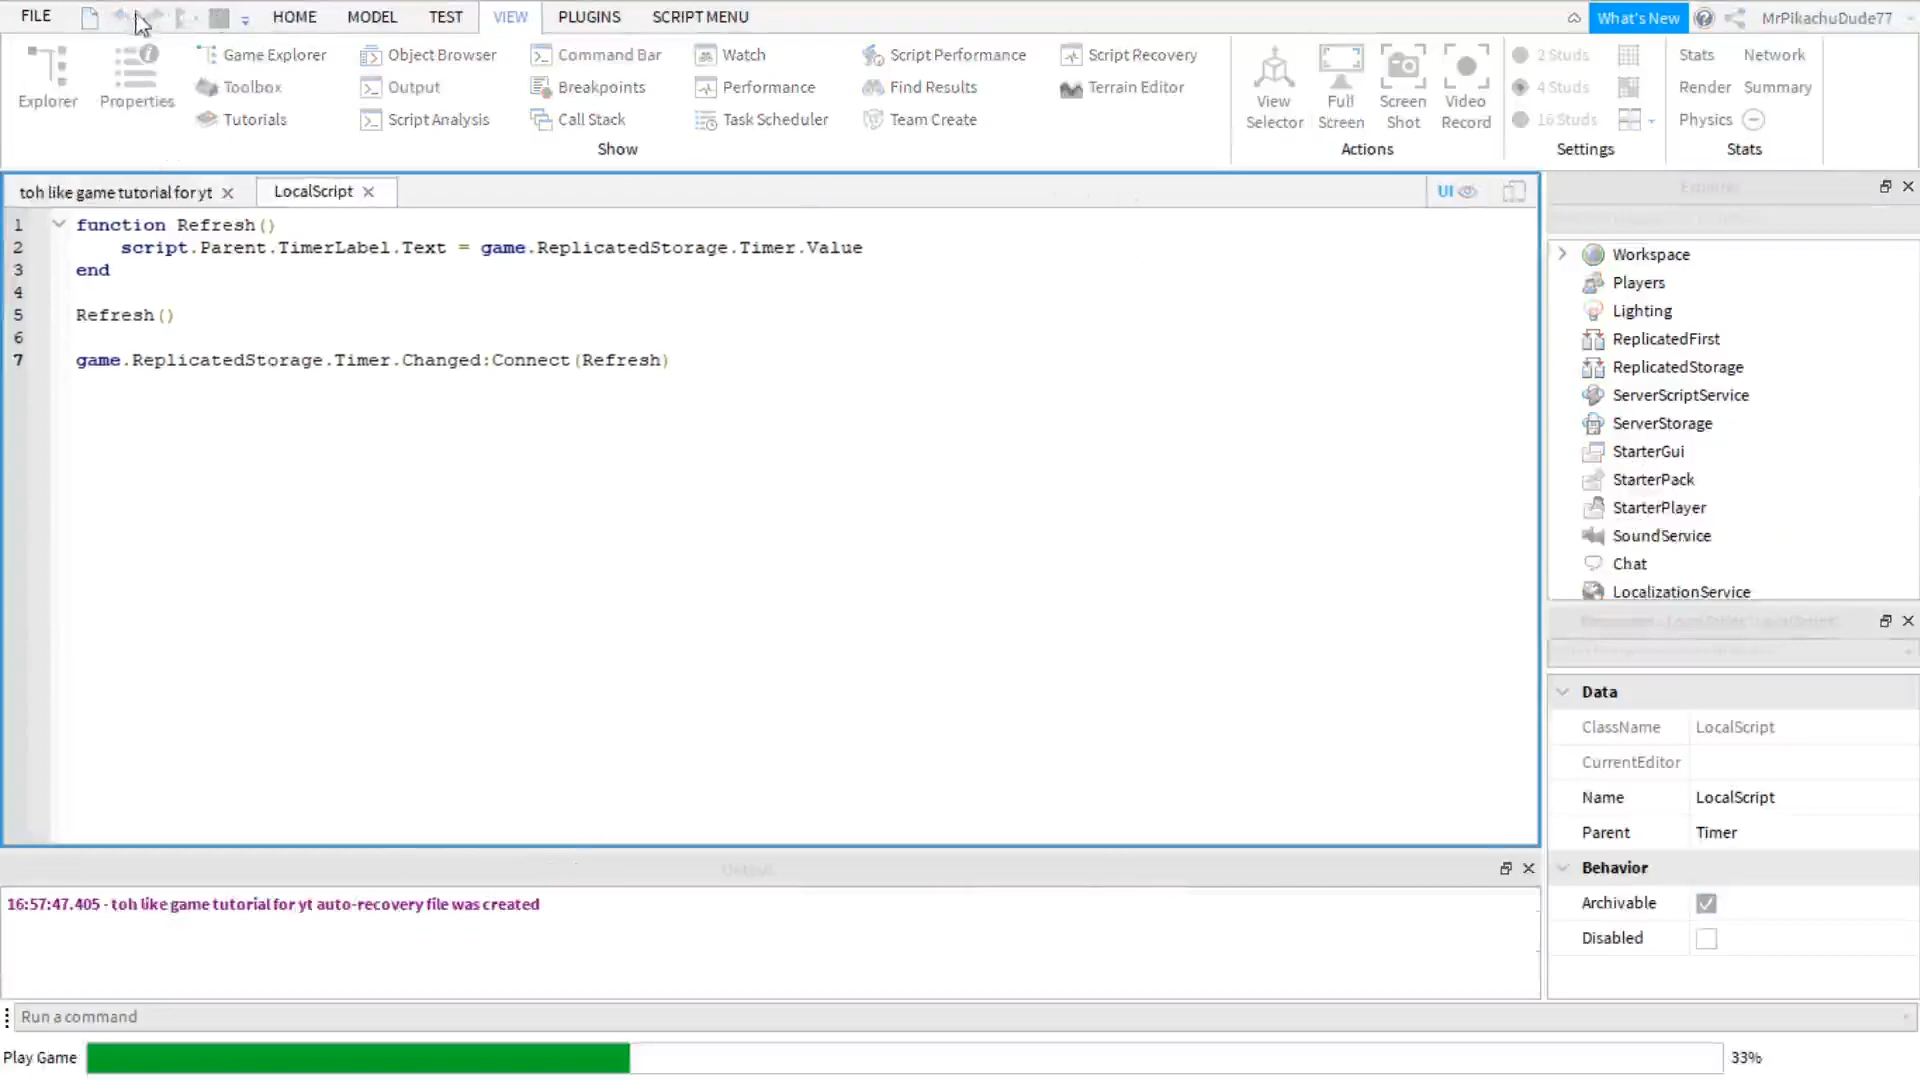 FILE HOME MODEL TEST VIEW PLUGINS SCRIPT MENU What's New MrPikachuDude77
Explorer
Properties
Game Explorer
Toolbox
Tutorials
Object Browser
Output
Script Analysis
Command Bar
Breakpoints
Call Stack
Watch
Performance
Task Scheduler
Script Performance
Find Results
Team Create
Script Recovery
Terrain Editor
Show
View
Selector
Full
Screen
Screen
Shot
Video
Record
Actions
2 Studs
4 Studs
16 Studs
Settings
Stats Network
Render Summary
Physics
Stats
toh like game tutorial for yt LocalScript UI
1 function Refresh()
2 script.Parent.TimerLabel.Text = game.ReplicatedStorage.Timer.Value
3 end
4
5 Refresh()
6
7 game.ReplicatedStorage.Timer.Changed:Connect(Refresh)
Workspace
Players
Lighting
ReplicatedFirst
ReplicatedStorage
ServerScriptService
ServerStorage
StarterGui
StarterPack
StarterPlayer
SoundService
Chat
LocalizationService
Data
ClassName LocalScript
CurrentEditor
Name LocalScript
Parent Timer
Behavior
Archivable
Disabled
Output
16:57:47.405 - toh like game tutorial for yt auto-recovery file was created
Run a command
Play Game 33%